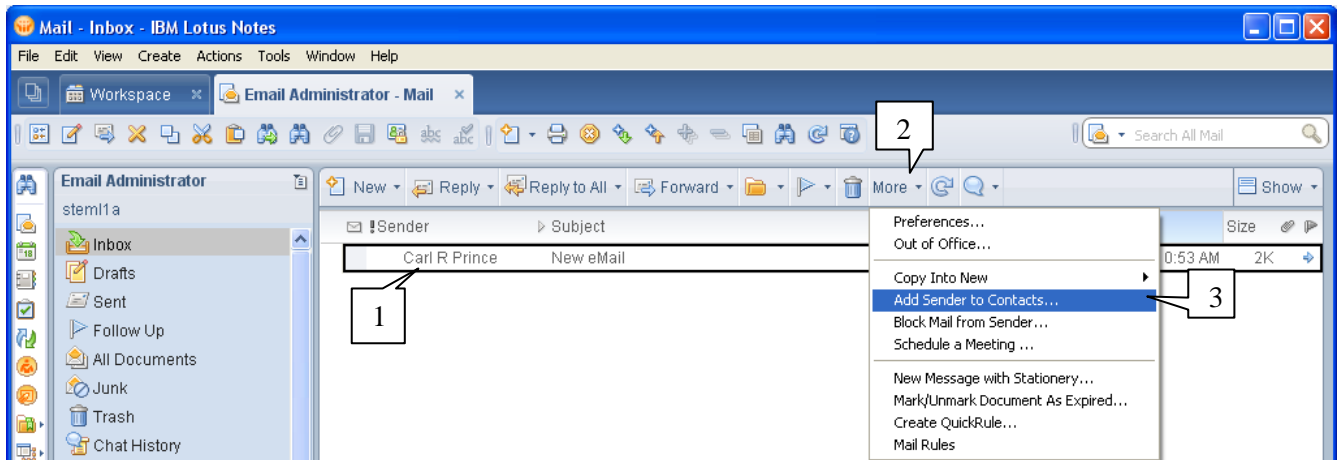 Mail - Inbox - IBM Lotus Notes
File Edit View Create Actions Tools Window Help
Workspace × Email Administrator - Mail ×
abc abc 2 Search All Mail
Email Administrator
steml1a
New Reply Reply to All Forward More Show
! Sender Subject Size
Carl R Prince New eMail 0:53 AM 2K
1
Inbox
Drafts
Sent
Follow Up
All Documents
Junk
Trash
Chat History
Preferences...
Out of Office...
Copy Into New
Add Sender to Contacts... 3
Block Mail from Sender...
Schedule a Meeting ...
New Message with Stationery...
Mark/Unmark Document As Expired...
Create QuickRule...
Mail Rules